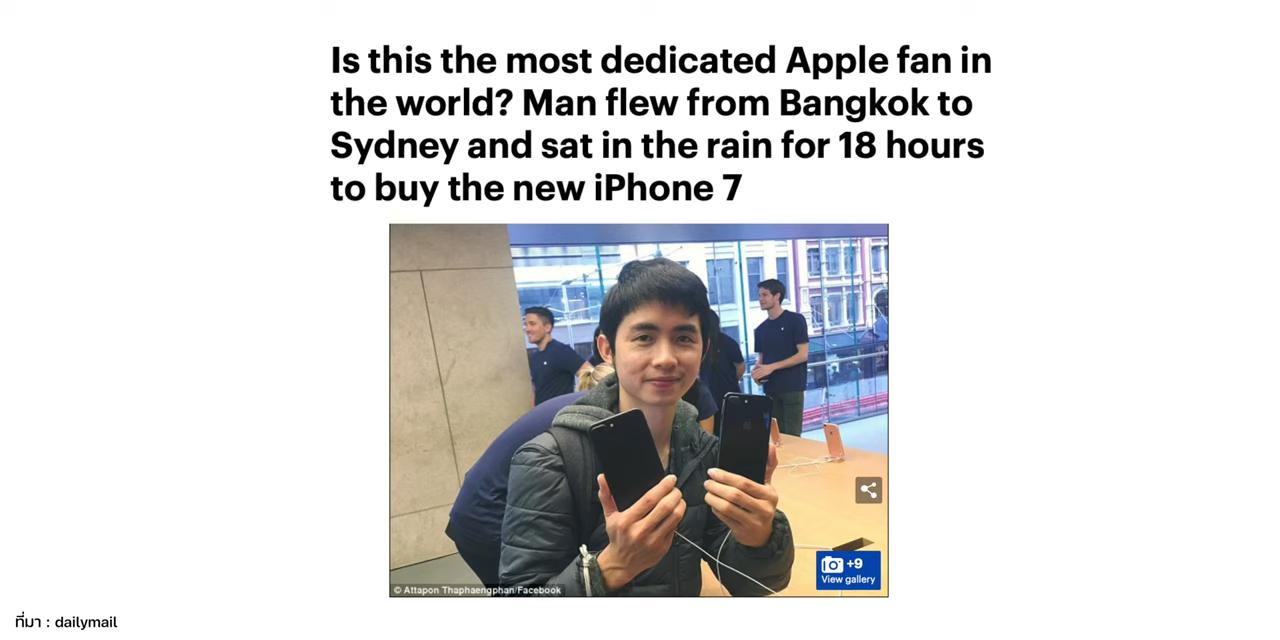 Is this the most dedicated Apple fan in
the world? Man flew from Bangkok to
Sydney and sat in the rain for 18 hours
to buy the new iPhone 7
+9
View gallery
© Attapon Thaphaengphan/Facebook
ที่มา : dailymail